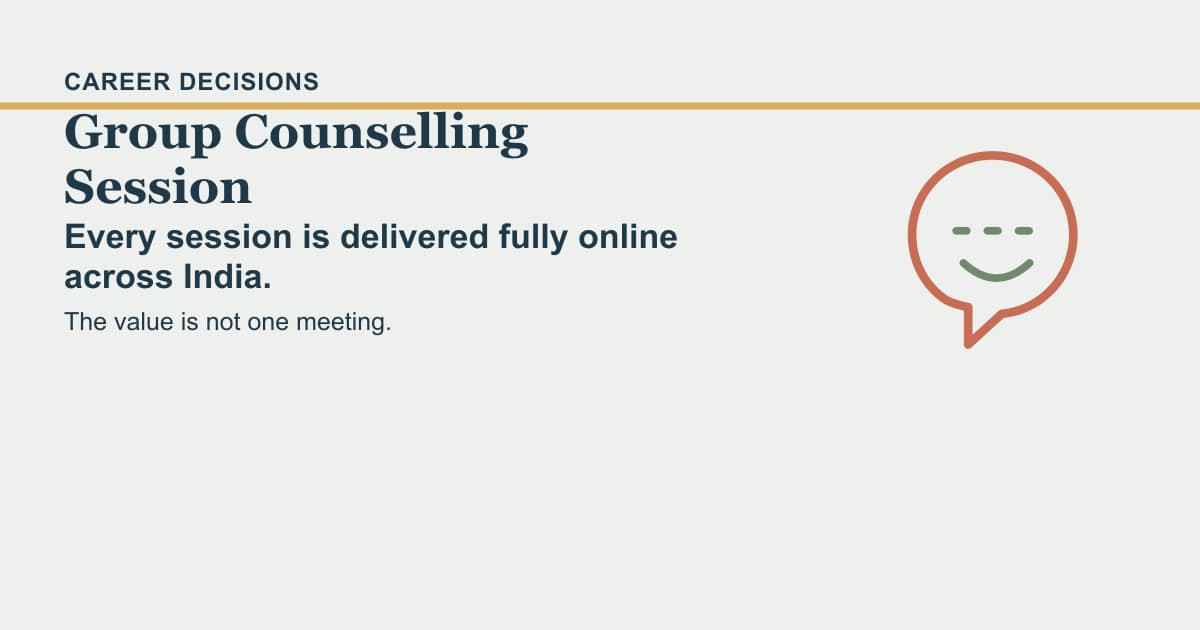 CAREER DECISIONS
Group Counselling
Session
Every session is delivered fully online
across India.
The value is not one meeting.